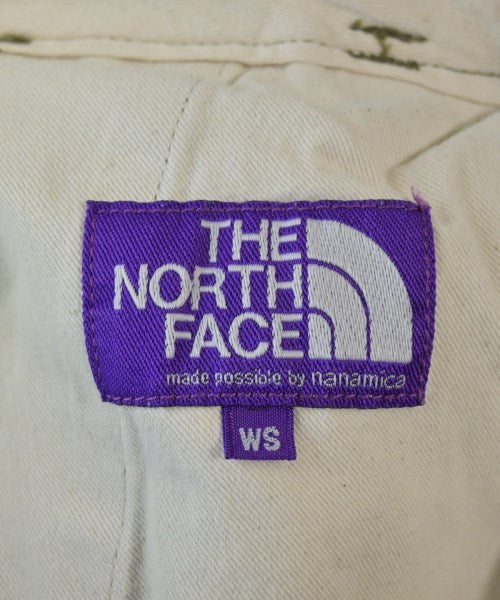 THE
NORTH
FACE
made possible by nanamica
WS